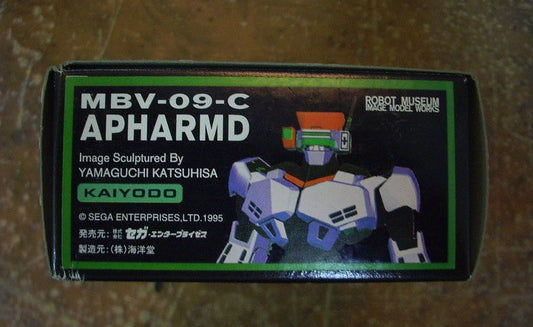 MBV-09-C
APHARMD
ROBOT MUSEUM
IMAGE MODEL WORKS
Image Sculptured By
YAMAGUCHI KATSUHISA
KAIYODO
© SEGA ENTERPRISES,LTD.1995
発売元: 株式会社 セガ・エンタープライゼス
製造元: (株)海洋堂